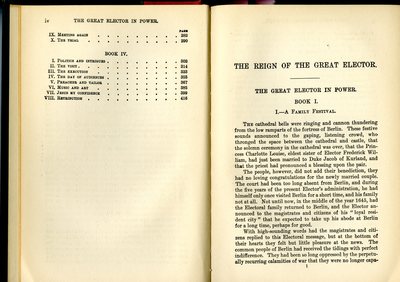 iv THE GREAT ELECTOR IN POWER.
PAGE
IX. MEETING AGAIN . . . . . . . . . 282
X. THE TRIAL . . . . . . . . . . 290
BOOK IV.
I. POLITICS AND INTRIGUES . . . . . . . . 309
II. THE VISIT . . . . . . . . . . 314
III. THE EXECUTION . . . . . . . . . 325
IV. THE DAY OF AUDIENCES . . . . . . . . 335
V. PREACHER AND TAILOR . . . . . . . . 367
VI. MUSIC AND ART . . . . . . . . . 385
VII. JESUS MY CONFIDENCE . . . . . . . . 399
VIII. RETRIBUTION . . . . . . . . . 416
THE REIGN OF THE GREAT ELECTOR.
THE GREAT ELECTOR IN POWER.
BOOK I.
I.—A FAMILY FESTIVAL.
THE cathedral bells were ringing and cannon thundering
from the low ramparts of the fortress of Berlin. These festive
sounds announced to the gaping, listening crowd, who
thronged the space between the cathedral and castle, that
the solemn ceremony in the cathedral was over, that the Prin-
cess Charlotte Louise, eldest sister of Elector Frederick Wil-
liam, had just been married to Duke Jacob of Kurland, and
that the priest had pronounced a blessing upon the pair.
The people, however, did not add their benediction, they
had no loving congratulations for the newly married couple.
The court had been too long absent from Berlin, and during
the five years of the present Elector's administration, he had
himself only once visited Berlin for a short time, and his family
not at all. Not until now, in the middle of the year 1645, had
the Electoral family returned to Berlin, and the Elector an-
nounced to the magistrates and citizens of his "loyal resi-
dent city" that he expected to take up his abode at Berlin
for a long time, perhaps for good.
With high-sounding words had the magistrates and citi-
zens replied to this Electoral message, but at the bottom of
their hearts they felt but little pleasure at the news. The
common people of Berlin had received the tidings with perfect
indifference. They had been so long oppressed by the perpetu-
ally recurring calamities of war that they were no longer capa-
1